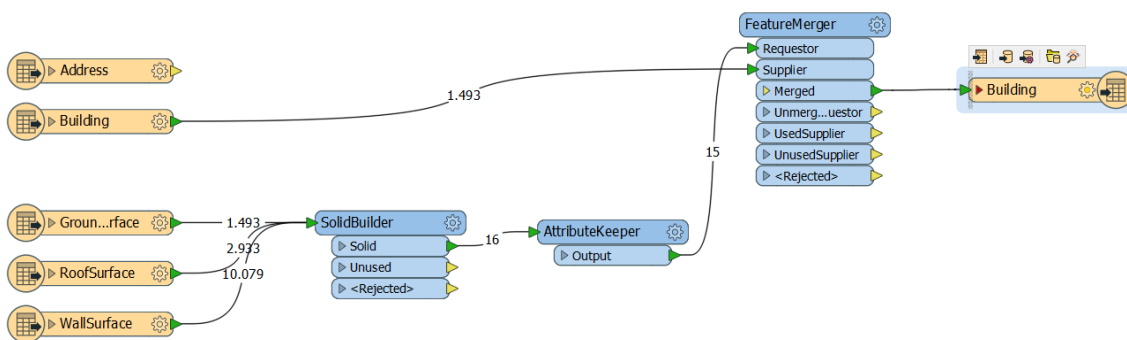 FeatureMerger
Requestor
Supplier
Merged
Unmerg...uestor
UsedSupplier
UnusedSupplier
<Rejected>
Address
Building
1.493
Building
15
Groun...rface
1.493
RoofSurface
2.933
WallSurface
10.079
SolidBuilder
Solid
Unused
<Rejected>
16
AttributeKeeper
Output